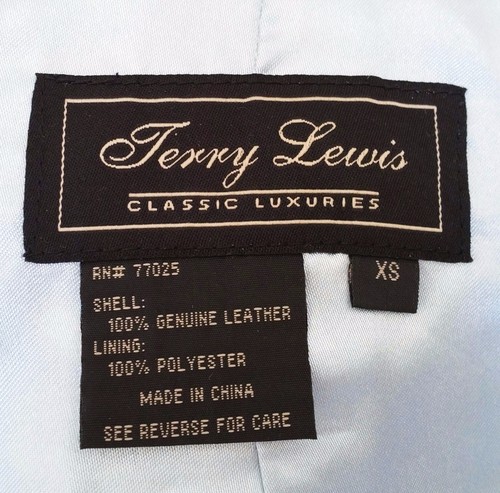 Terry Lewis
CLASSIC LUXURIES
RN# 77025
XS
SHELL:
100% GENUINE LEATHER
LINING:
100% POLYESTER
MADE IN CHINA
SEE REVERSE FOR CARE